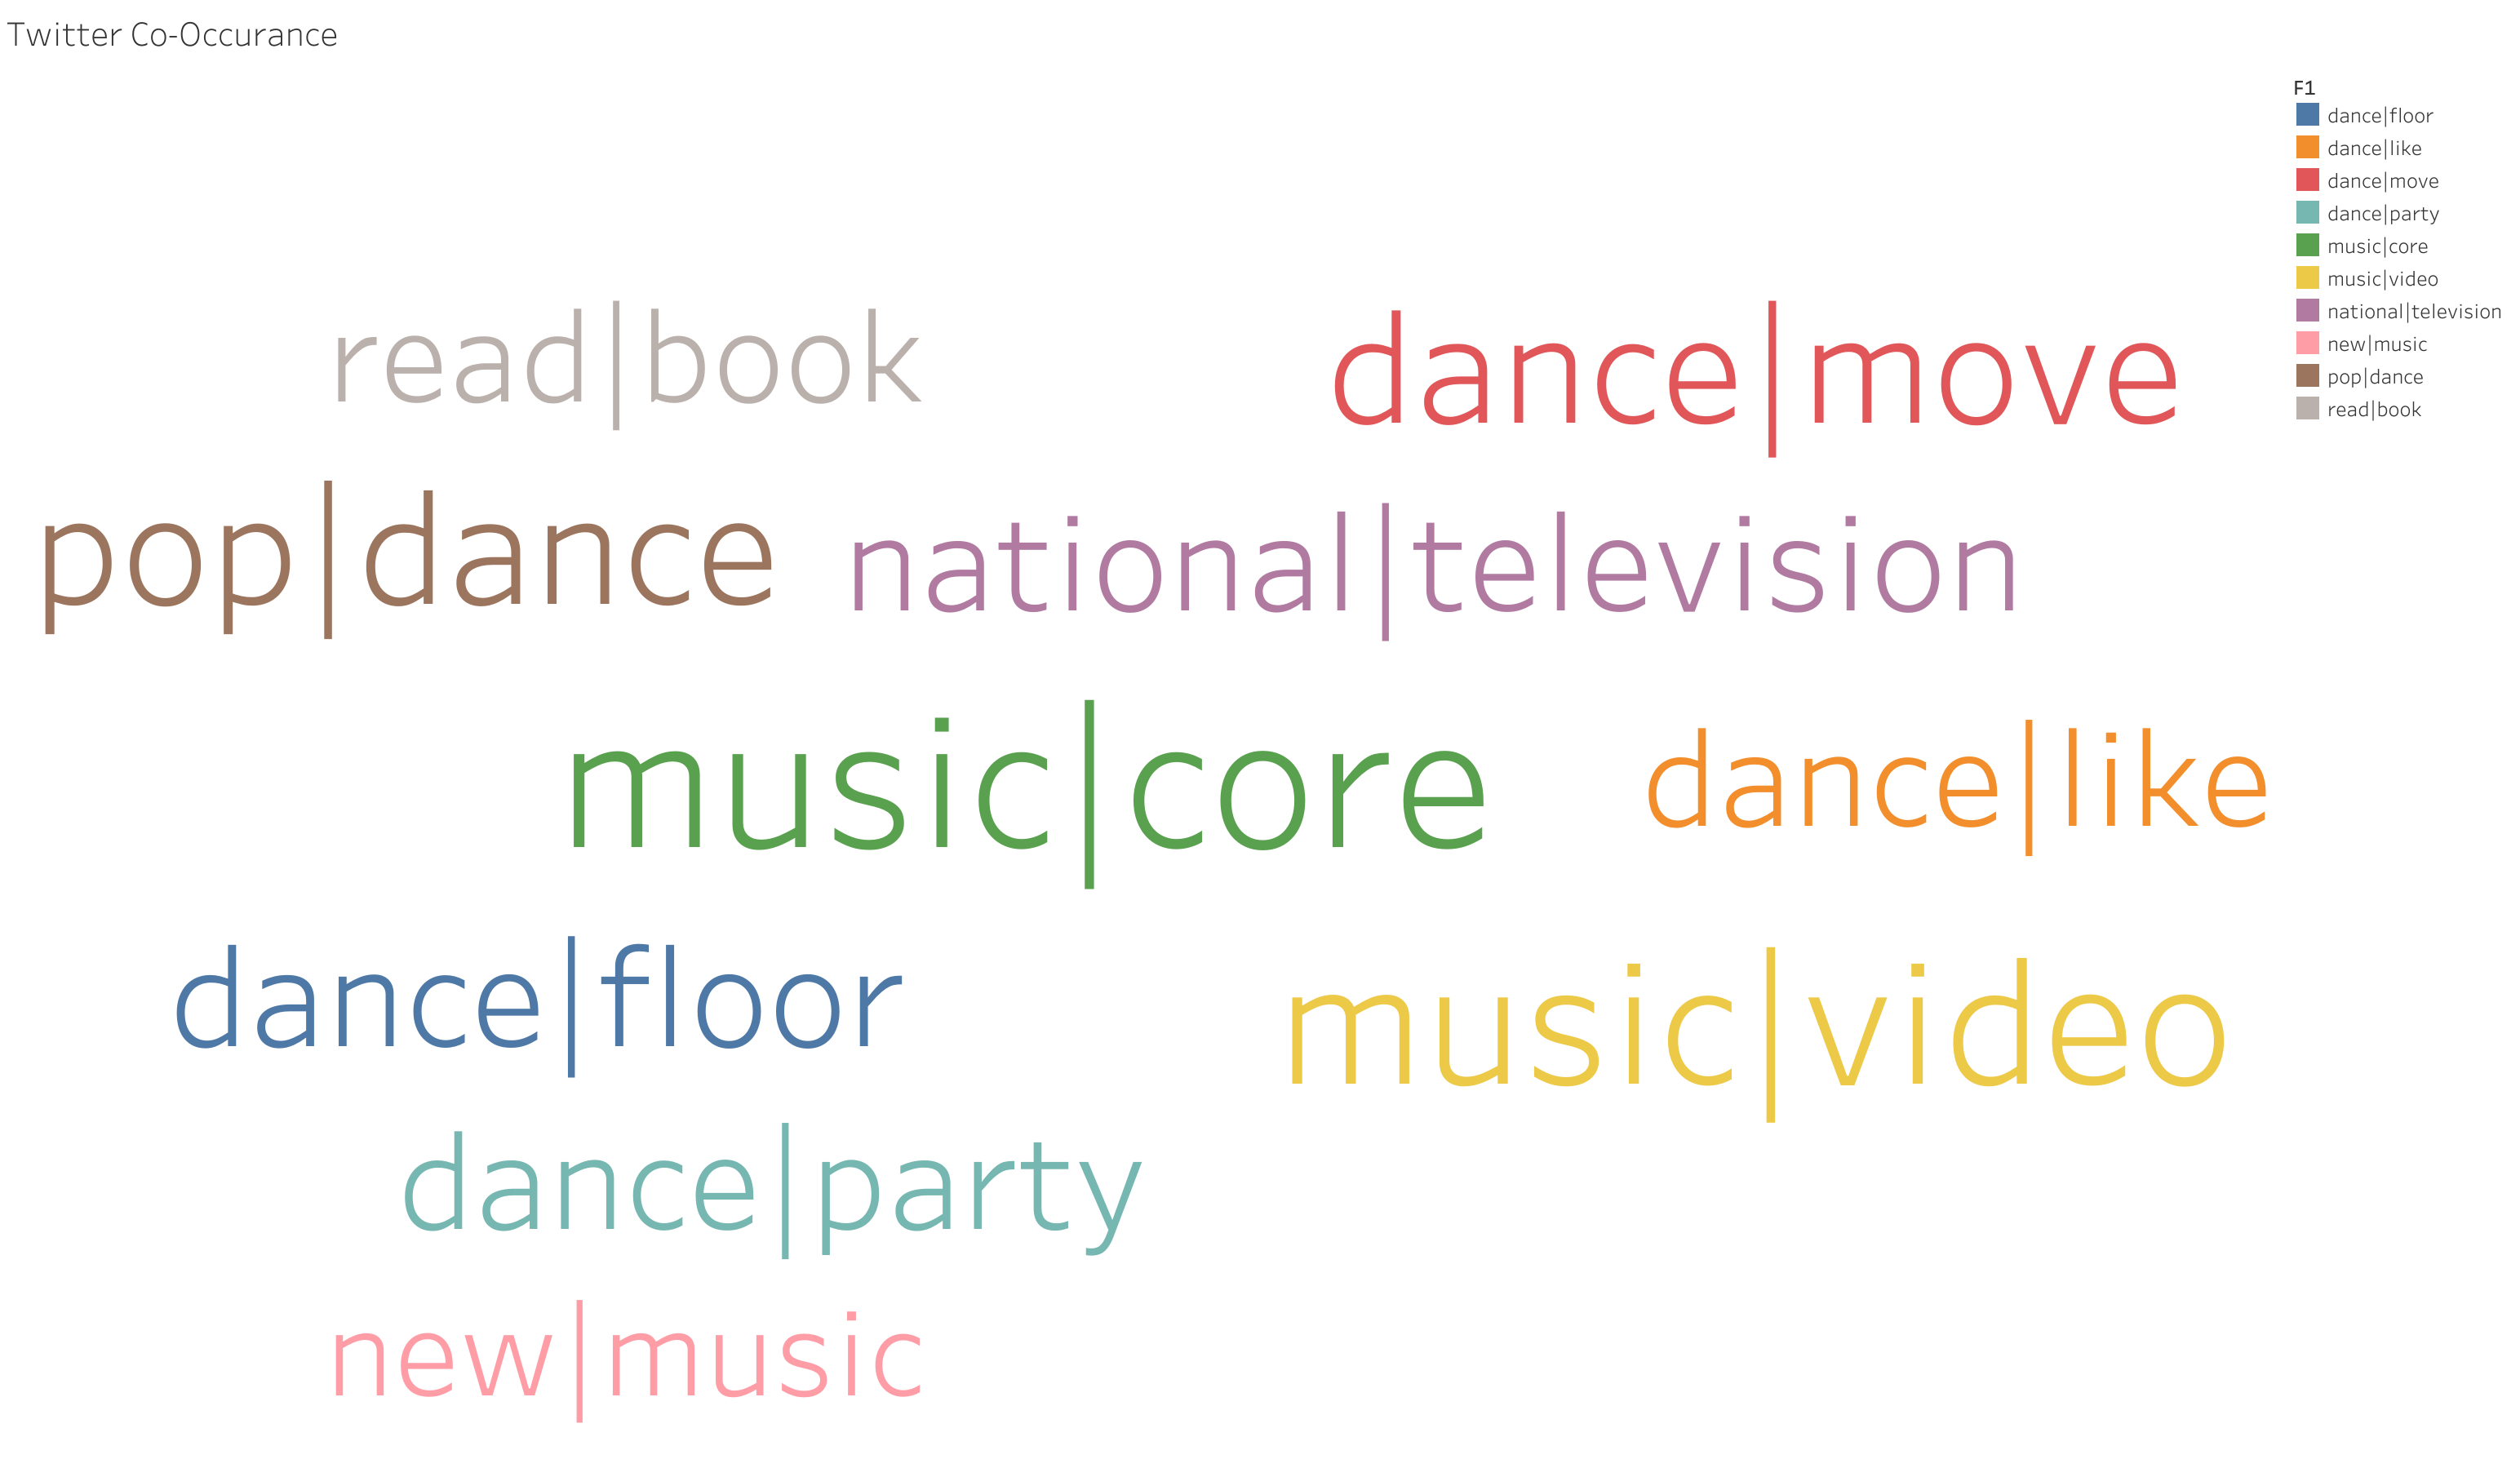 Twitter Co-Occurance
F1
dance|floor
dance|like
dance|move
dance|party
music|core
music|video
national|television
new|music
pop|dance
read|book
read|book
dance|move
pop|dance
national|television
music|core
dance|like
dance|floor
music|video
dance|party
new|music